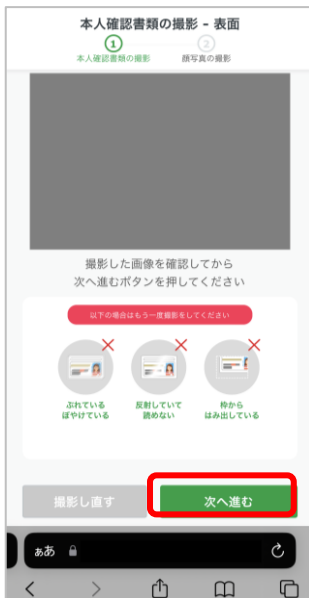 本人確認書類の撮影 - 表面
1
2
本人確認書類の撮影
顔写真の撮影
撮影した画像を確認してから
次へ進むボタンを押してください
以下の場合はもう一度撮影をしてください
ぶれている
ぼやけている
反射していて
読めない
枠から
はみ出している
撮影し直す
次へ進む
ぁあ